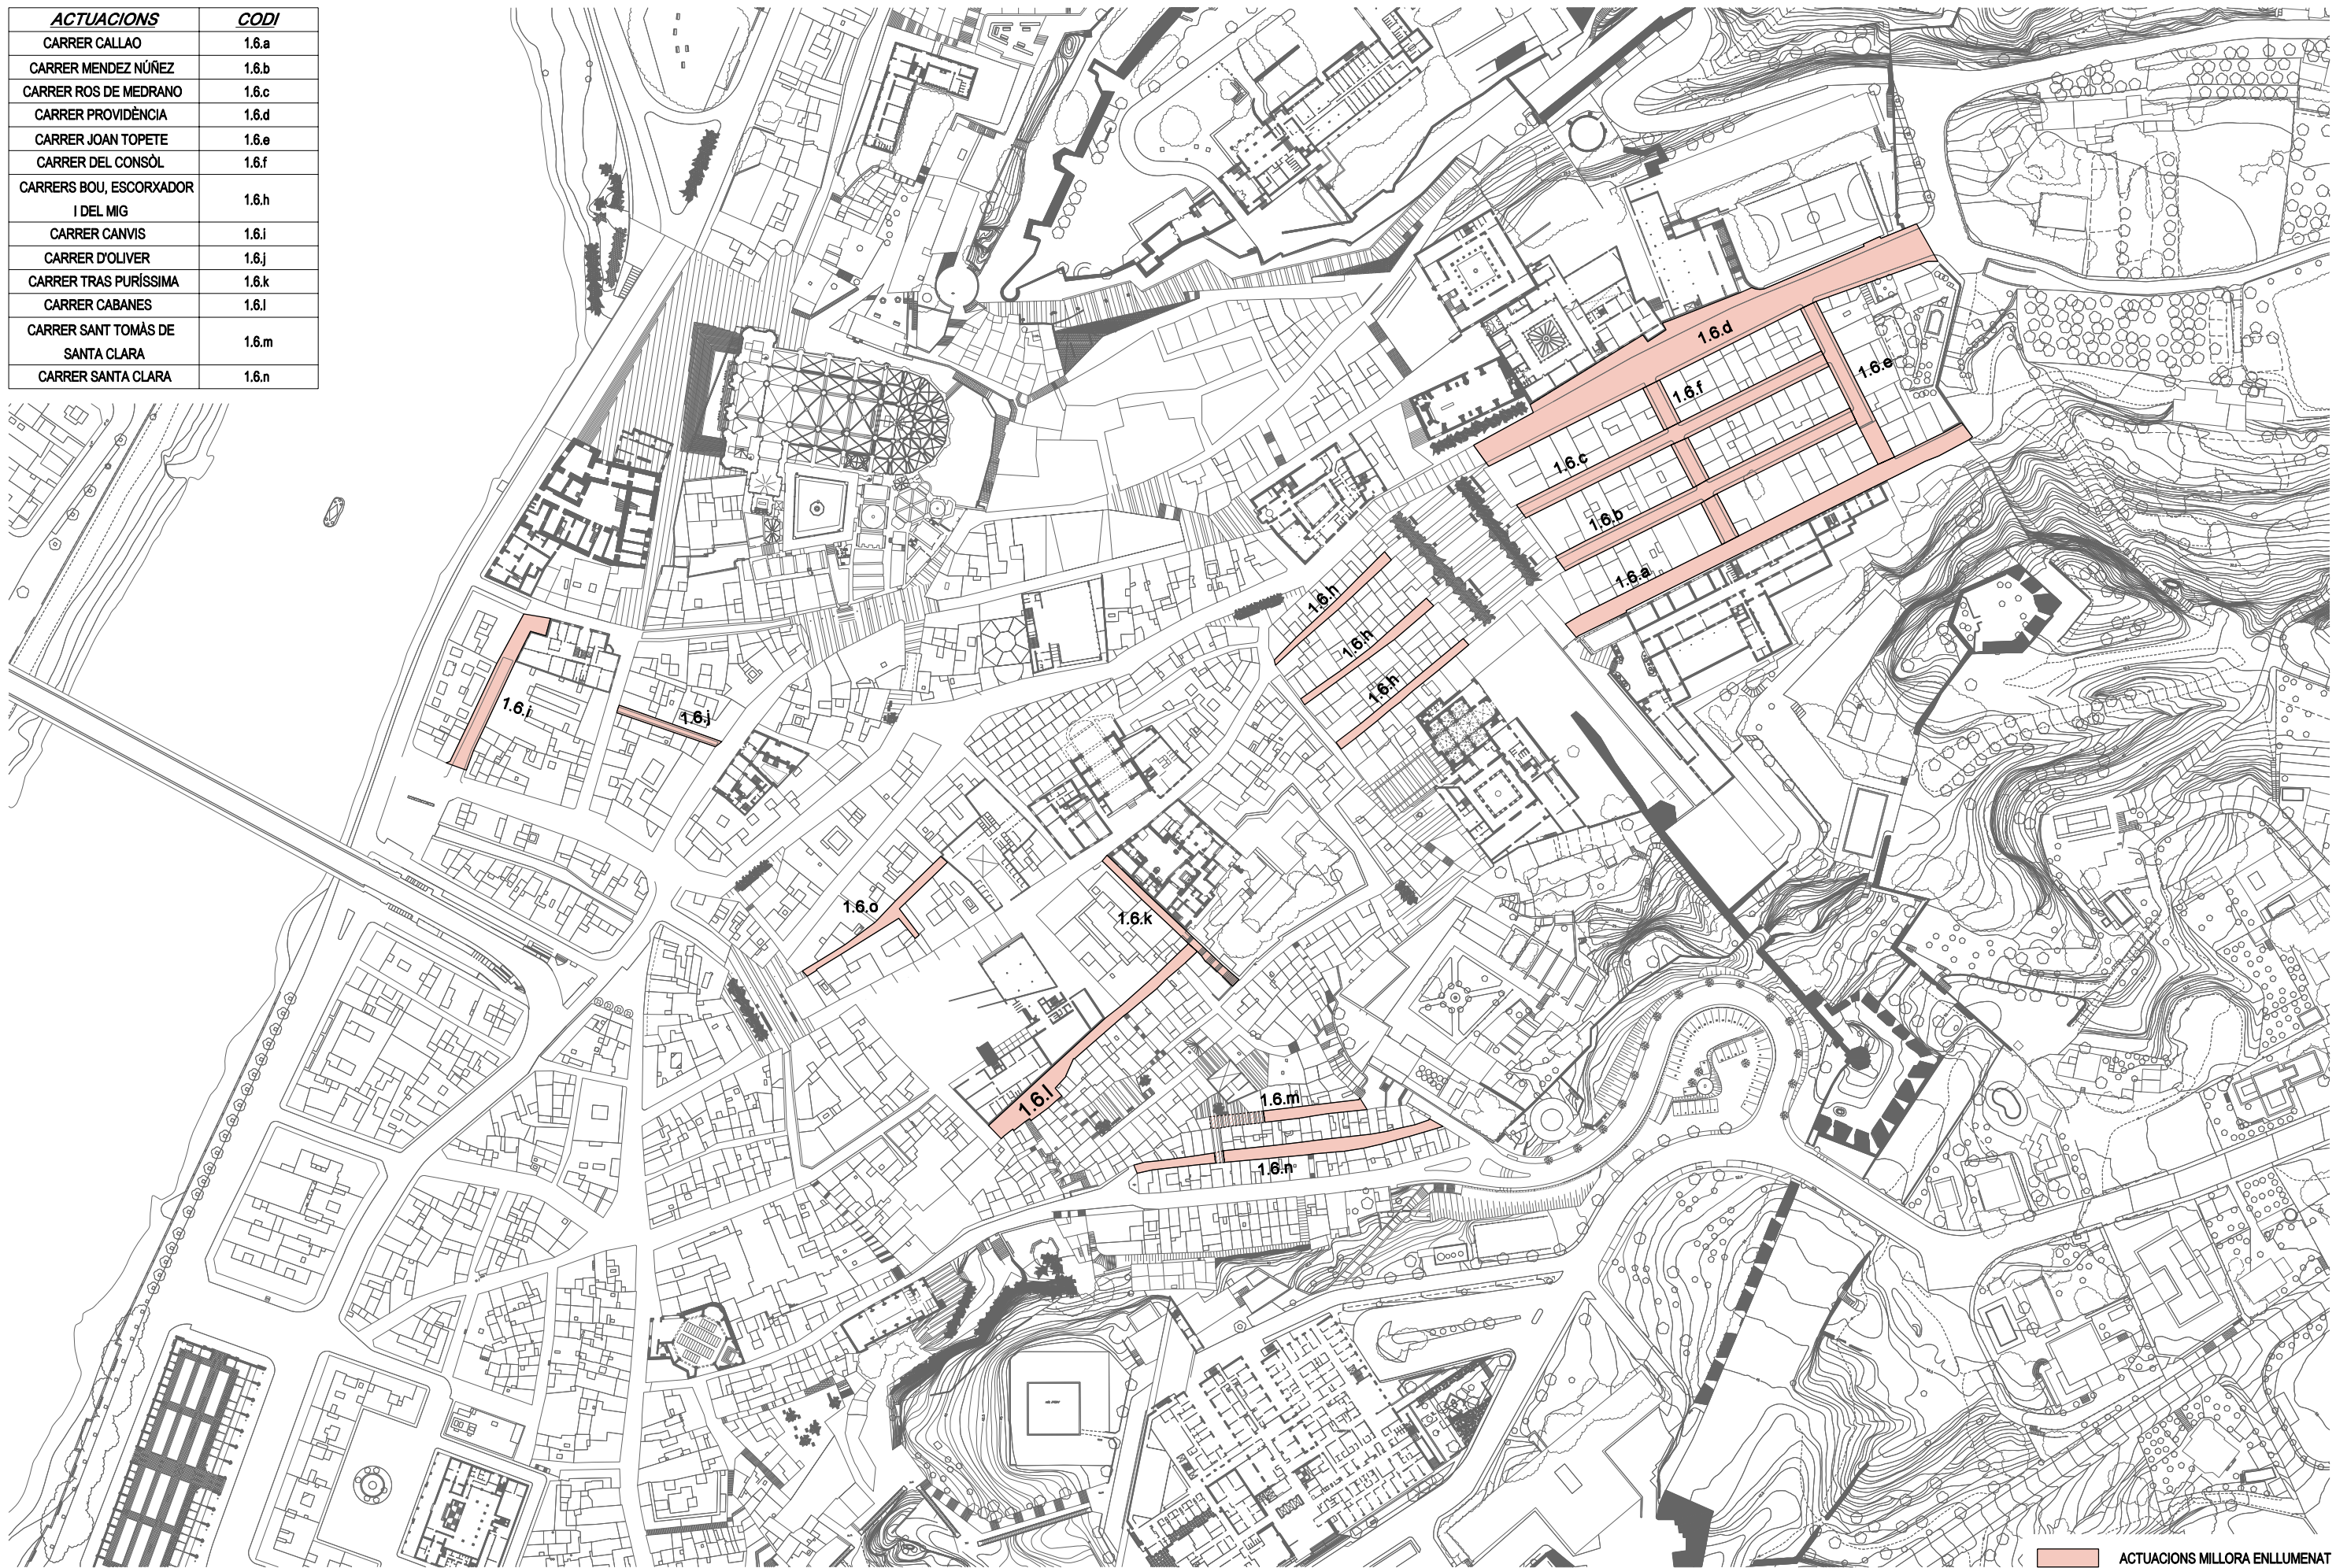 ACTUACIONS CODI
CARRER CALLAO 1.6.a
CARRER MENDEZ NÚÑEZ 1.6.b
CARRER ROS DE MEDRANO 1.6.c
CARRER PROVIDÈNCIA 1.6.d
CARRER JOAN TOPETE 1.6.e
CARRER DEL CONSÒL 1.6.f
CARRERS BOU, ESCORXADOR
I DEL MIG 1.6.h
CARRER CANVIS 1.6.i
CARRER D'OLIVER 1.6.j
CARRER TRAS PURÍSSIMA 1.6.k
CARRER CABANES 1.6.l
CARRER SANT TOMÀS DE
SANTA CLARA 1.6.m
CARRER SANTA CLARA 1.6.n
1.6.d
1.6.e
1.6.f
1.6.c
1.6.b
1.6.a
1.6.h
1.6.h
1.6.h
1.6.i
1.6.j
1.6.o
1.6.k
1.6.l
1.6.m
1.6.n
ACTUACIONS MILLORA ENLLUMENAT